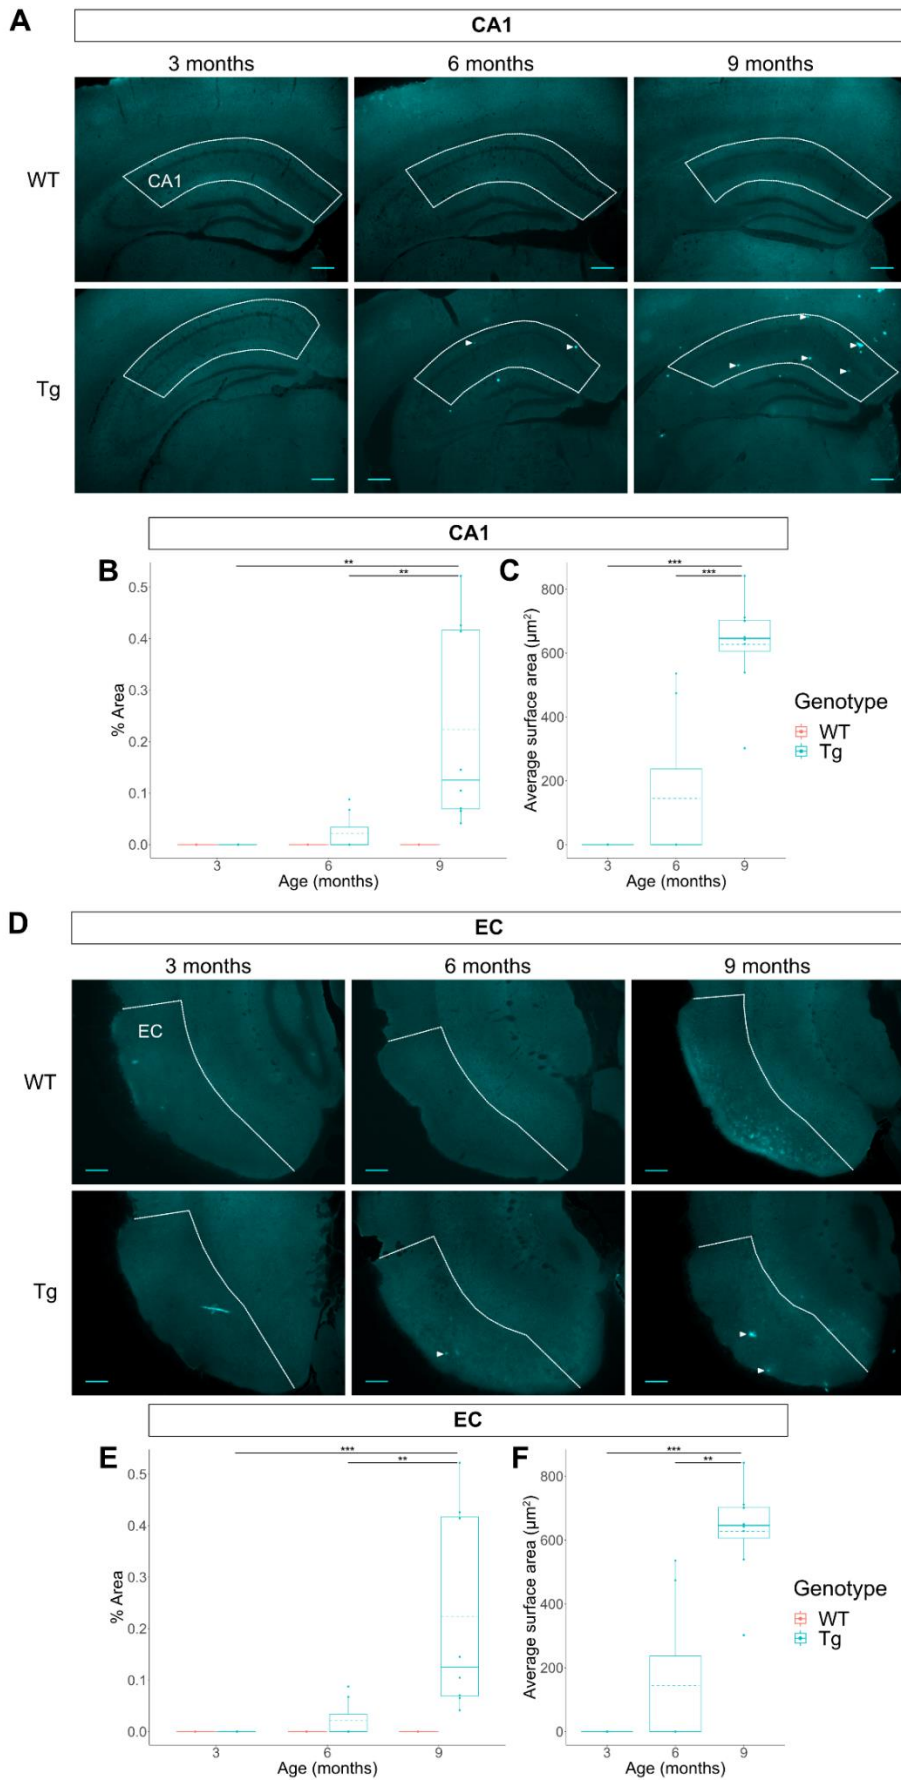 A
CA1
3 months 6 months 9 months
WT
CA1
Tg
CA1
B
C
** ***
** ***
% Area
0.5
0.4
0.3
0.2
0.1
0.0
3 6 9
Age (months)
Average surface area (µm²)
800
600
400
200
0
3 6 9
Age (months)
Genotype
WT
Tg
D
EC
3 months 6 months 9 months
WT
EC
Tg
EC
E
F
*** ***
** **
% Area
0.5
0.4
0.3
0.2
0.1
0.0
3 6 9
Age (months)
Average surface area (µm²)
800
600
400
200
0
3 6 9
Age (months)
Genotype
WT
Tg